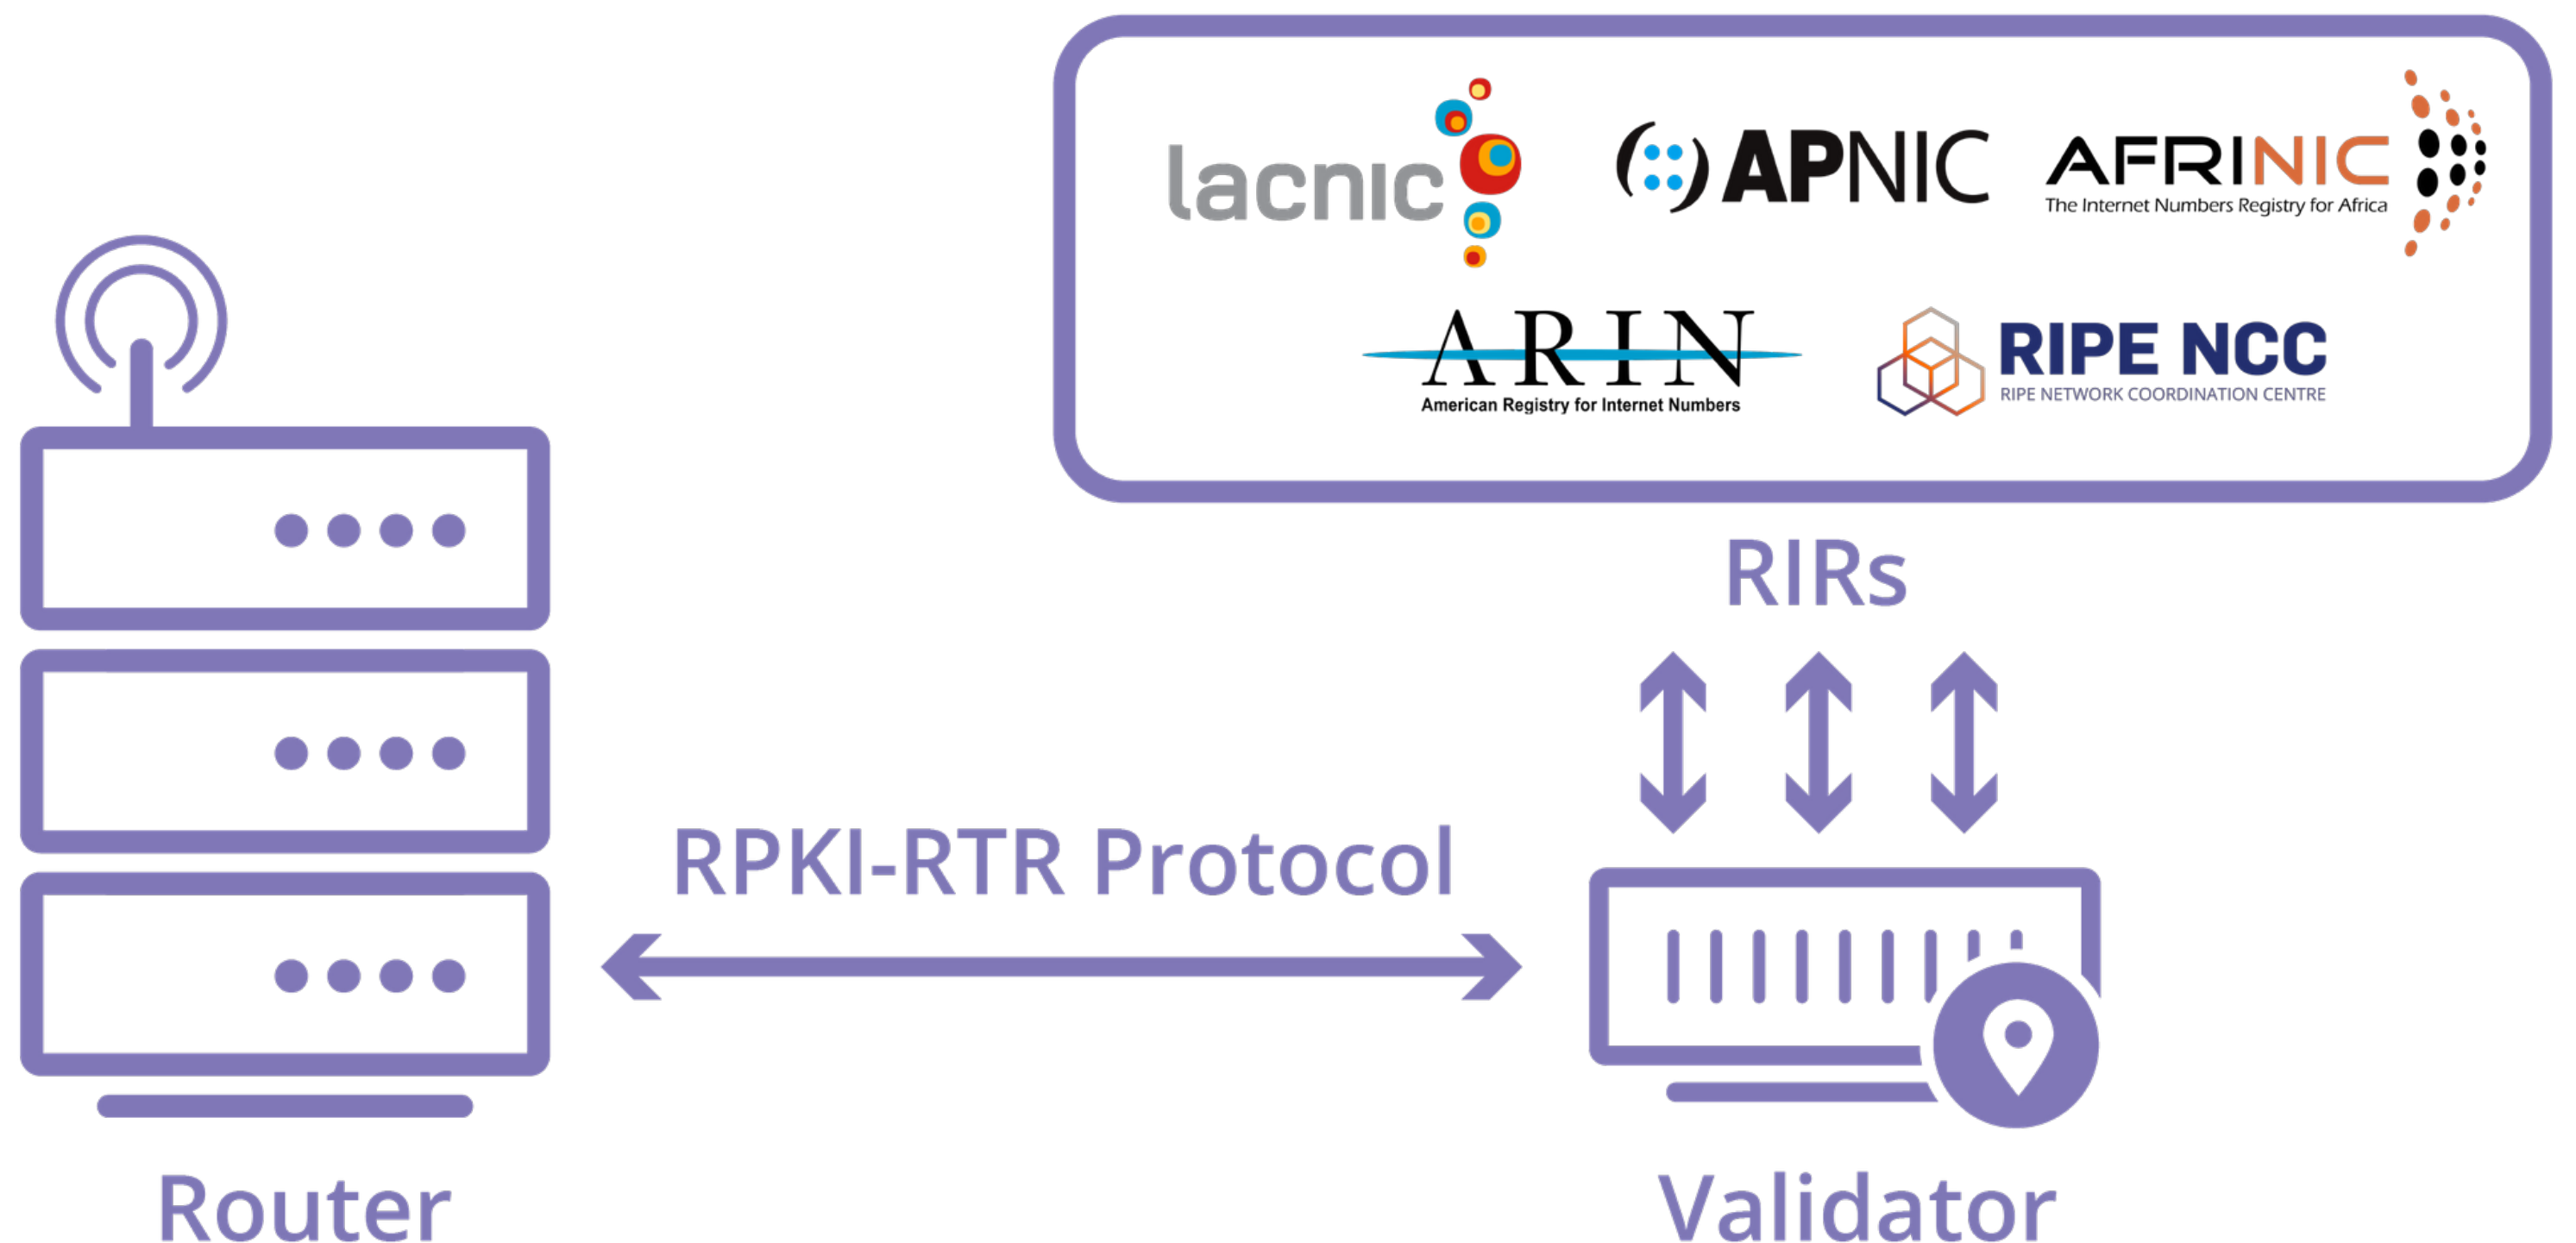 lacnic
APNIC
AFRINIC
The Internet Numbers Registry for Africa
ARIN
American Registry for Internet Numbers
RIPE NCC
RIPE NETWORK COORDINATION CENTRE
RIRs
RPKI-RTR Protocol
Router
Validator